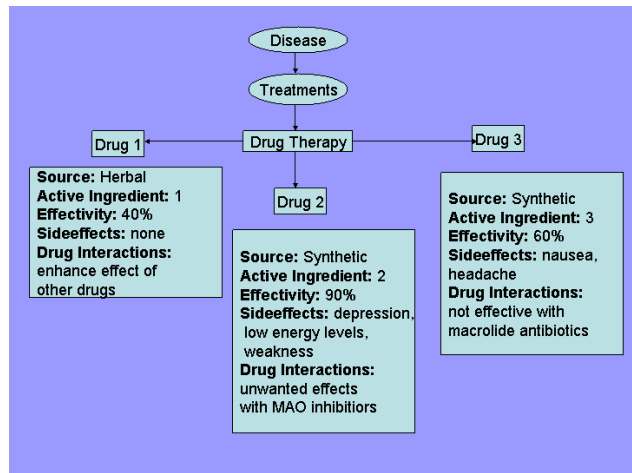 Disease
Treatments
Drug 1
Drug Therapy
Drug 3
Source: Herbal
Active Ingredient: 1
Effectivity: 40%
Sideeffects: none
Drug Interactions:
enhance effect of
other drugs
Drug 2
Source: Synthetic
Active Ingredient: 2
Effectivity: 90%
Sideeffects: depression,
low energy levels,
weakness
Drug Interactions:
unwanted effects
with MAO inhibitiors
Source: Synthetic
Active Ingredient: 3
Effectivity: 60%
Sideeffects: nausea,
headache
Drug Interactions:
not effective with
macrolide antibiotics